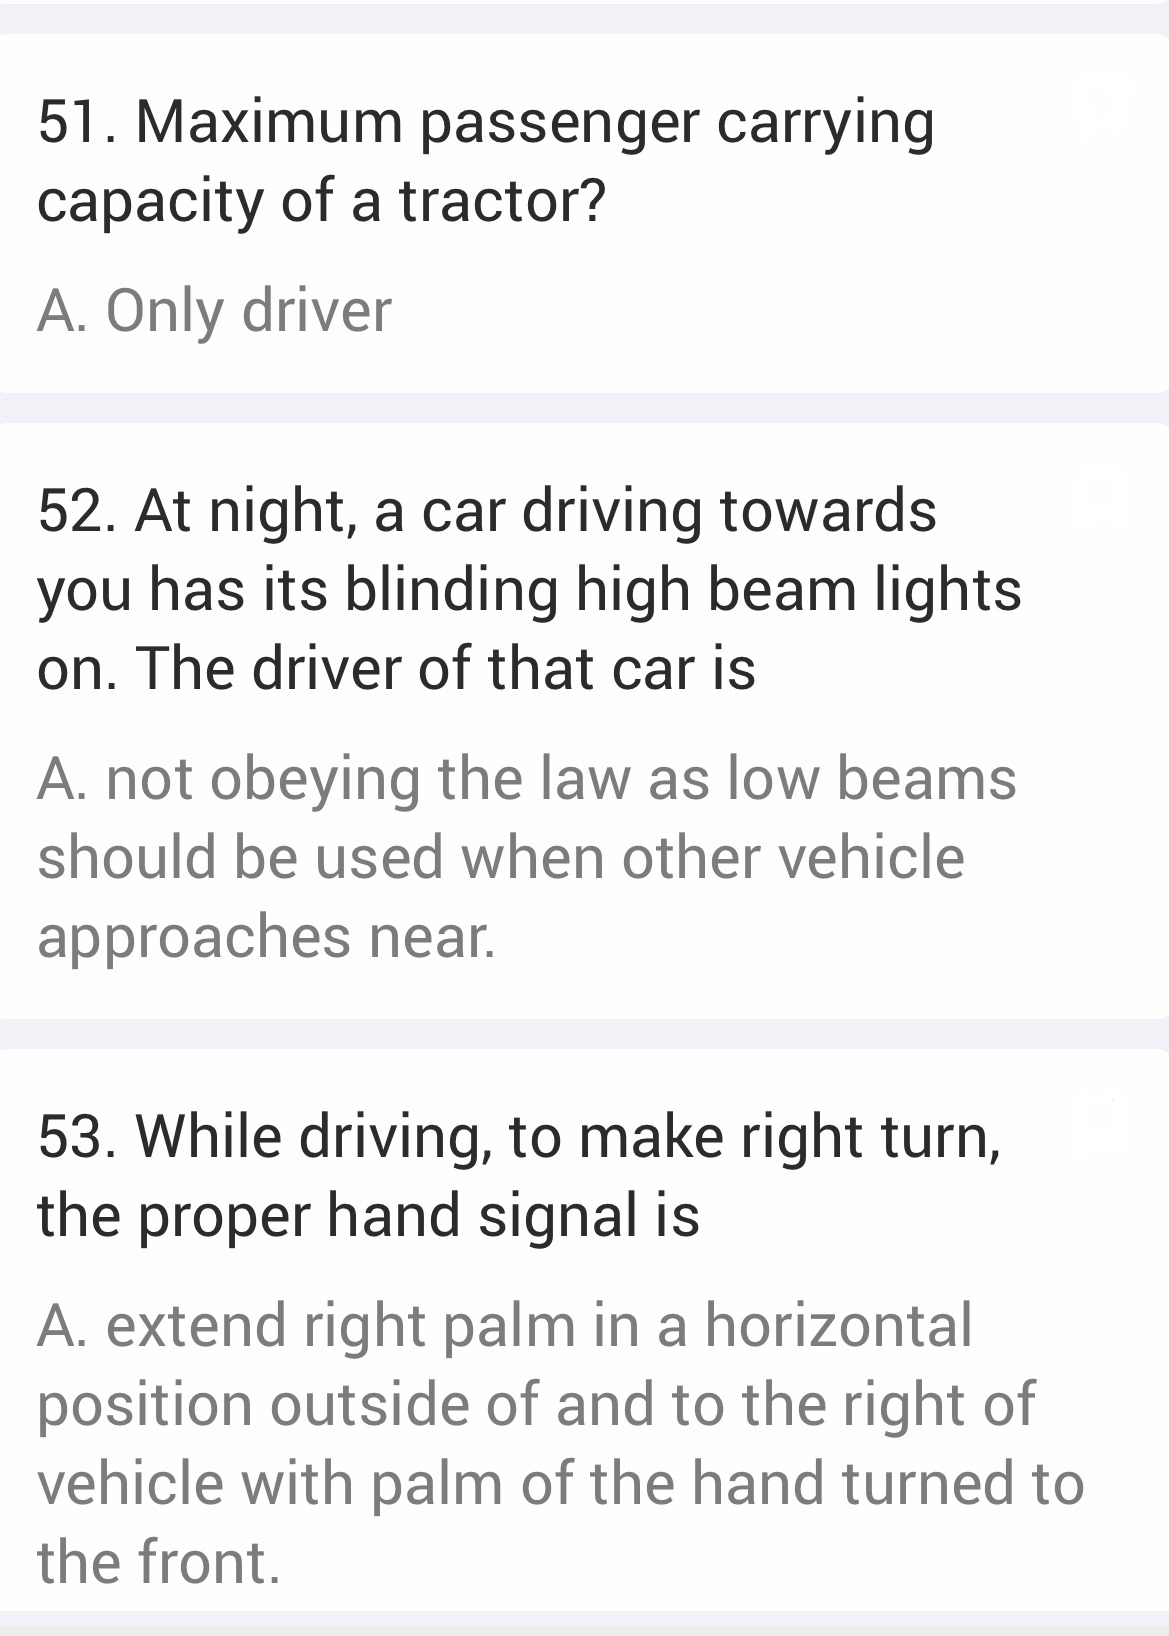 51. Maximum passenger carrying
capacity of a tractor?
A. Only driver
52. At night, a car driving towards
you has its blinding high beam lights
on. The driver of that car is
A. not obeying the law as low beams
should be used when other vehicle
approaches near.
53. While driving, to make right turn,
the proper hand signal is
A. extend right palm in a horizontal
position outside of and to the right of
vehicle with palm of the hand turned to
the front.